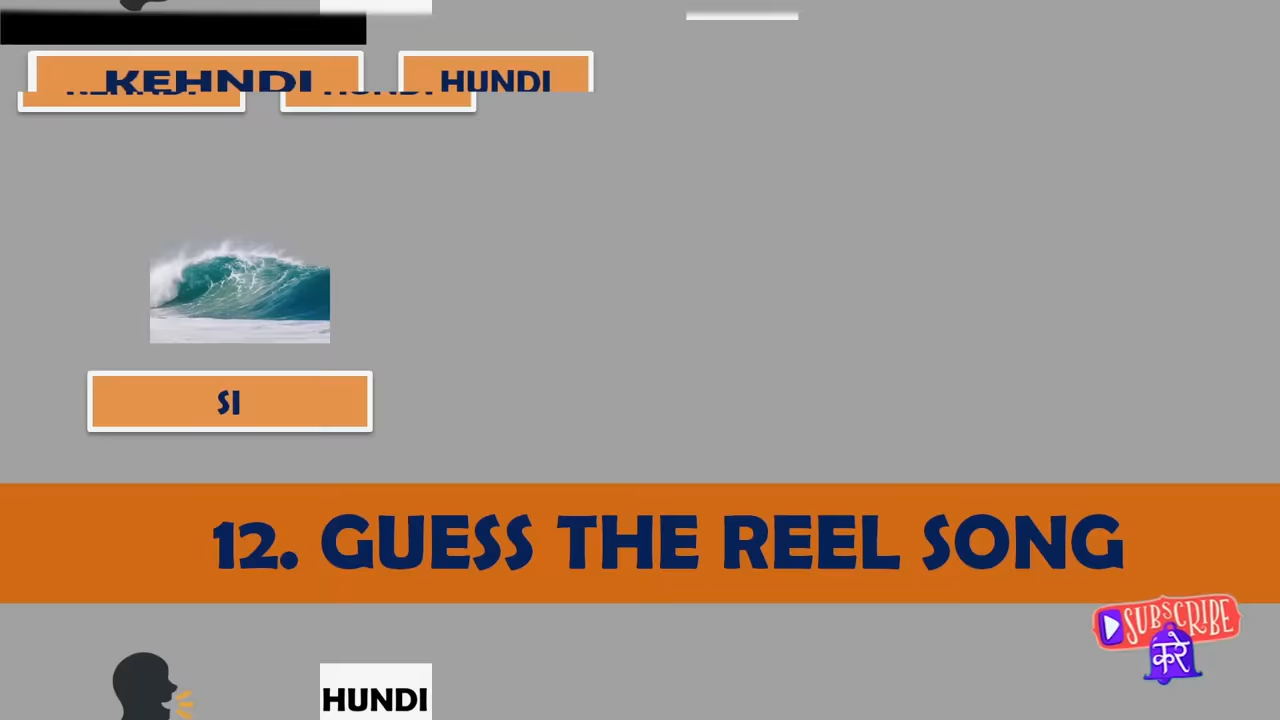 KEHNDI HUNDI
SI
12. GUESS THE REEL SONG
SUBSCRIBE
करे
HUNDI